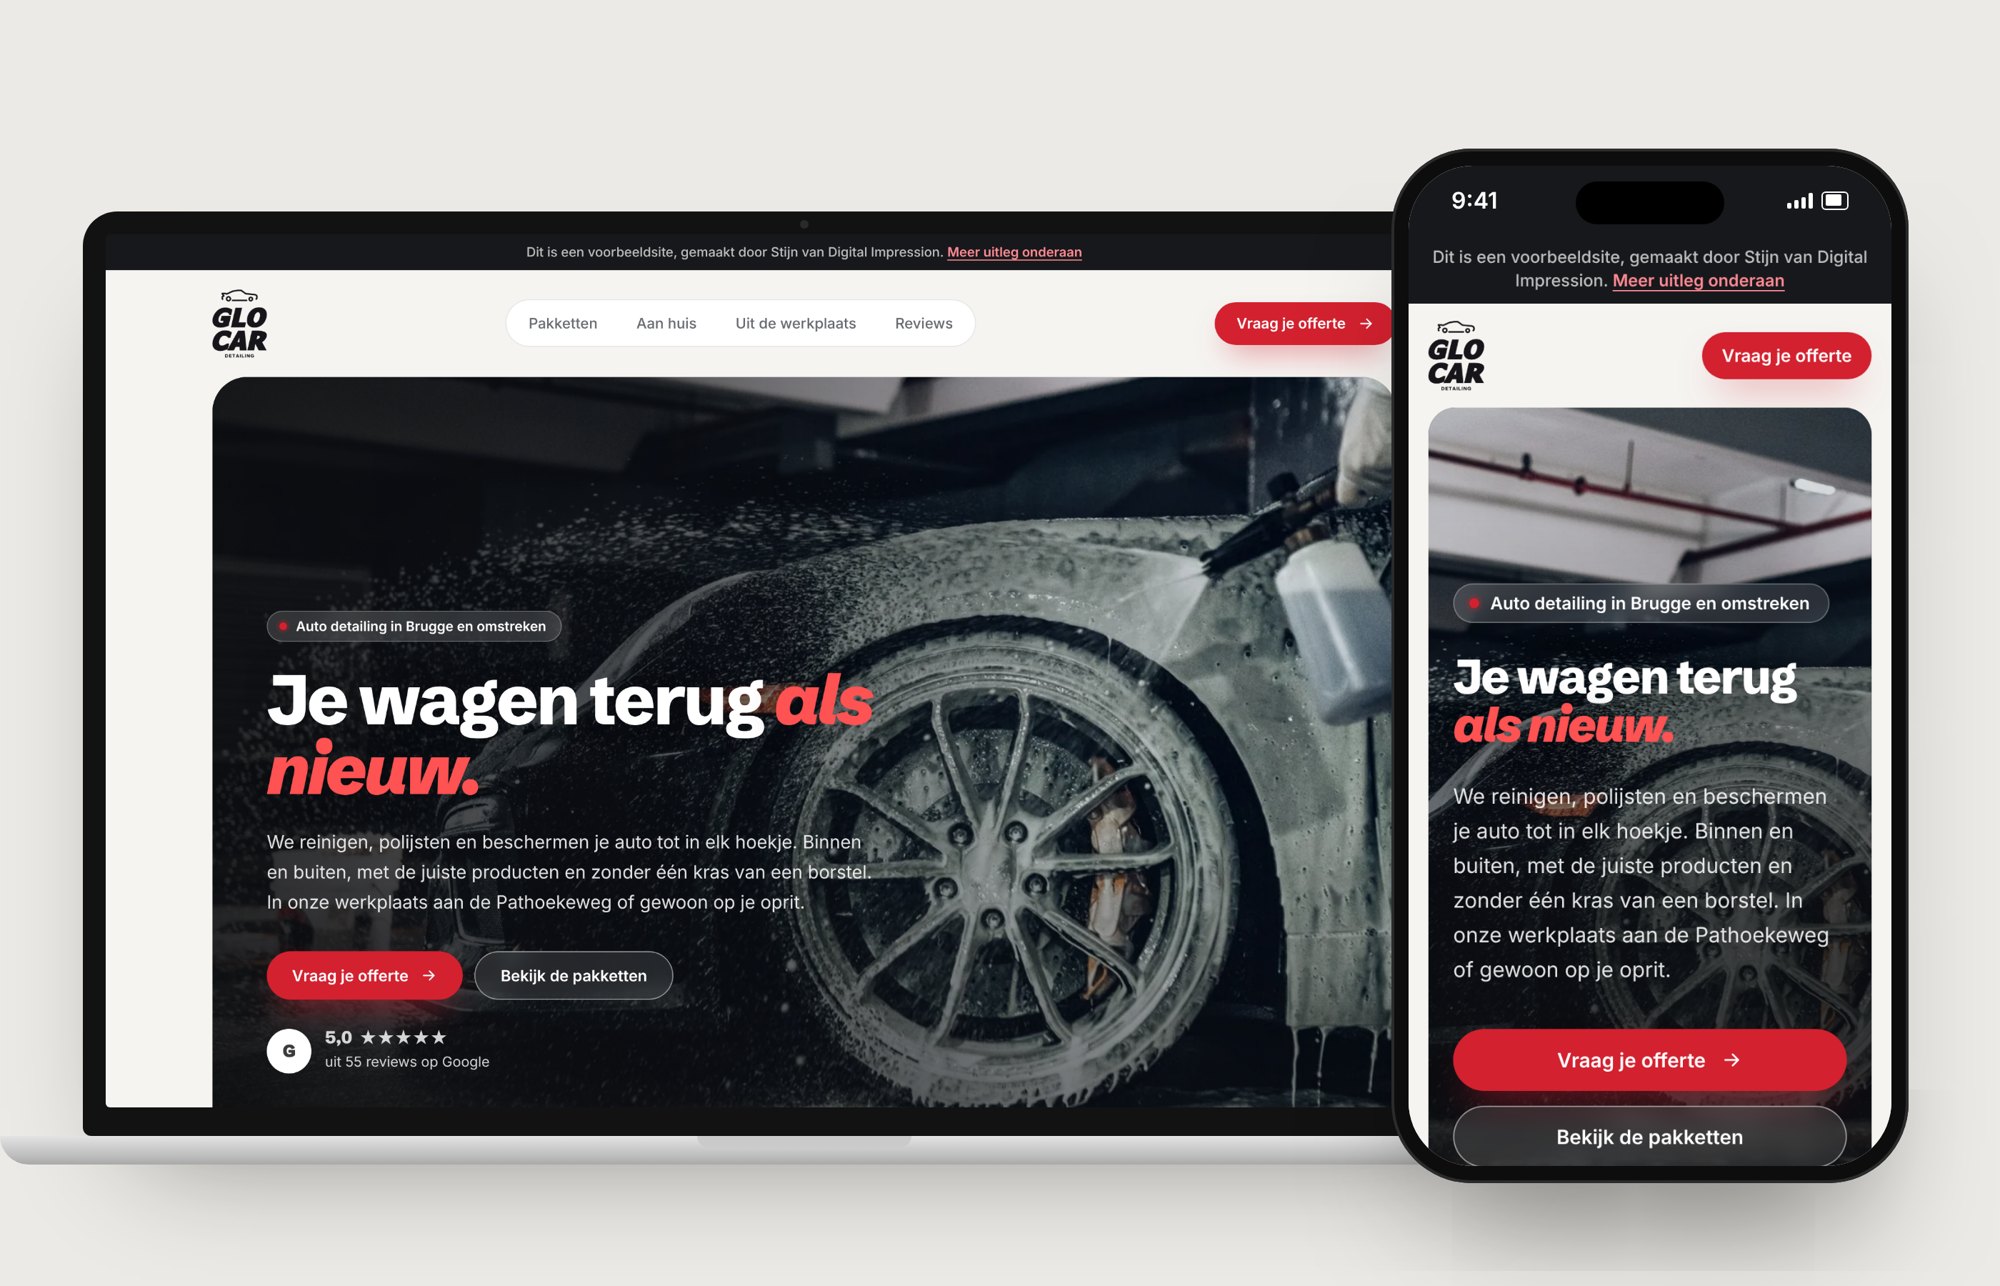 Dit is een voorbeeldsite, gemaakt door Stijn van Digital Impression. Meer uitleg onderaan
GLO
CAR
DETAILING
Pakketten Aan huis Uit de werkplaats Reviews
Vraag je offerte →
Auto detailing in Brugge en omstreken
Je wagen terug als
nieuw.
We reinigen, polijsten en beschermen je auto tot in elk hoekje. Binnen
en buiten, met de juiste producten en zonder één kras van een borstel.
In onze werkplaats aan de Pathoekeweg of gewoon op je oprit.
Vraag je offerte → Bekijk de pakketten
G
5,0 ★★★★★
uit 55 reviews op Google
9:41
Dit is een voorbeeldsite, gemaakt door Stijn van Digital
Impression. Meer uitleg onderaan
GLO
CAR
DETAILING
Vraag je offerte
Auto detailing in Brugge en omstreken
Je wagen terug
als nieuw.
We reinigen, polijsten en beschermen
je auto tot in elk hoekje. Binnen en
buiten, met de juiste producten en
zonder één kras van een borstel. In
onze werkplaats aan de Pathoekeweg
of gewoon op je oprit.
Vraag je offerte →
Bekijk de pakketten